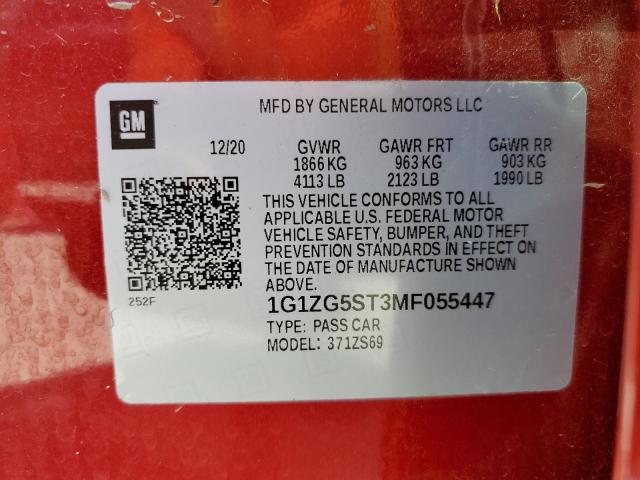 GM
MFD BY GENERAL MOTORS LLC
12/20 GVWR GAWR FRT GAWR RR
1866 KG 963 KG 903 KG
4113 LB 2123 LB 1990 LB
THIS VEHICLE CONFORMS TO ALL
APPLICABLE U.S. FEDERAL MOTOR
VEHICLE SAFETY, BUMPER, AND THEFT
PREVENTION STANDARDS IN EFFECT ON
THE DATE OF MANUFACTURE SHOWN
ABOVE.
252F
1G1ZG5ST3MF055447
TYPE: PASS CAR
MODEL: 371ZS69